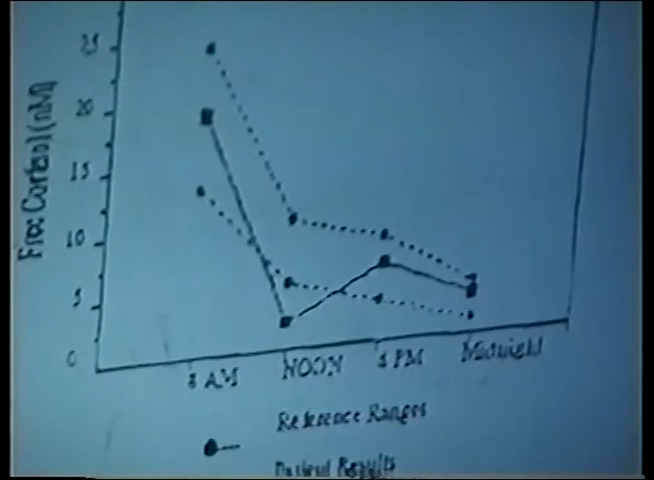 Free Cortisol (nM)
25
20
15
10
5
0
8 AM
NOON
4 PM
Midnight
Reference Ranges
Patient Results